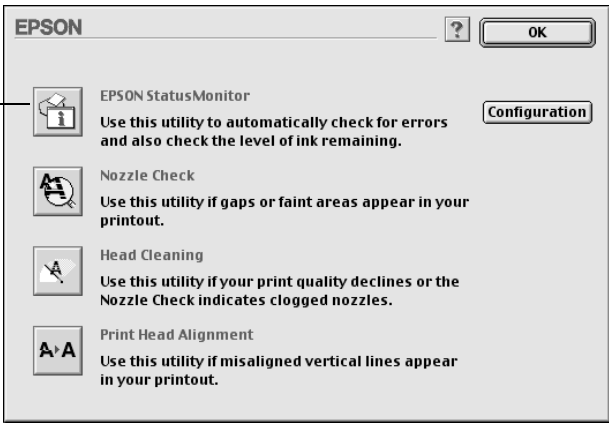 EPSON
? OK
EPSON StatusMonitor
Use this utility to automatically check for errors
and also check the level of ink remaining.
Configuration
Nozzle Check
Use this utility if gaps or faint areas appear in your
printout.
Head Cleaning
Use this utility if your print quality declines or the
Nozzle Check indicates clogged nozzles.
Print Head Alignment
A A
Use this utility if misaligned vertical lines appear
in your printout.